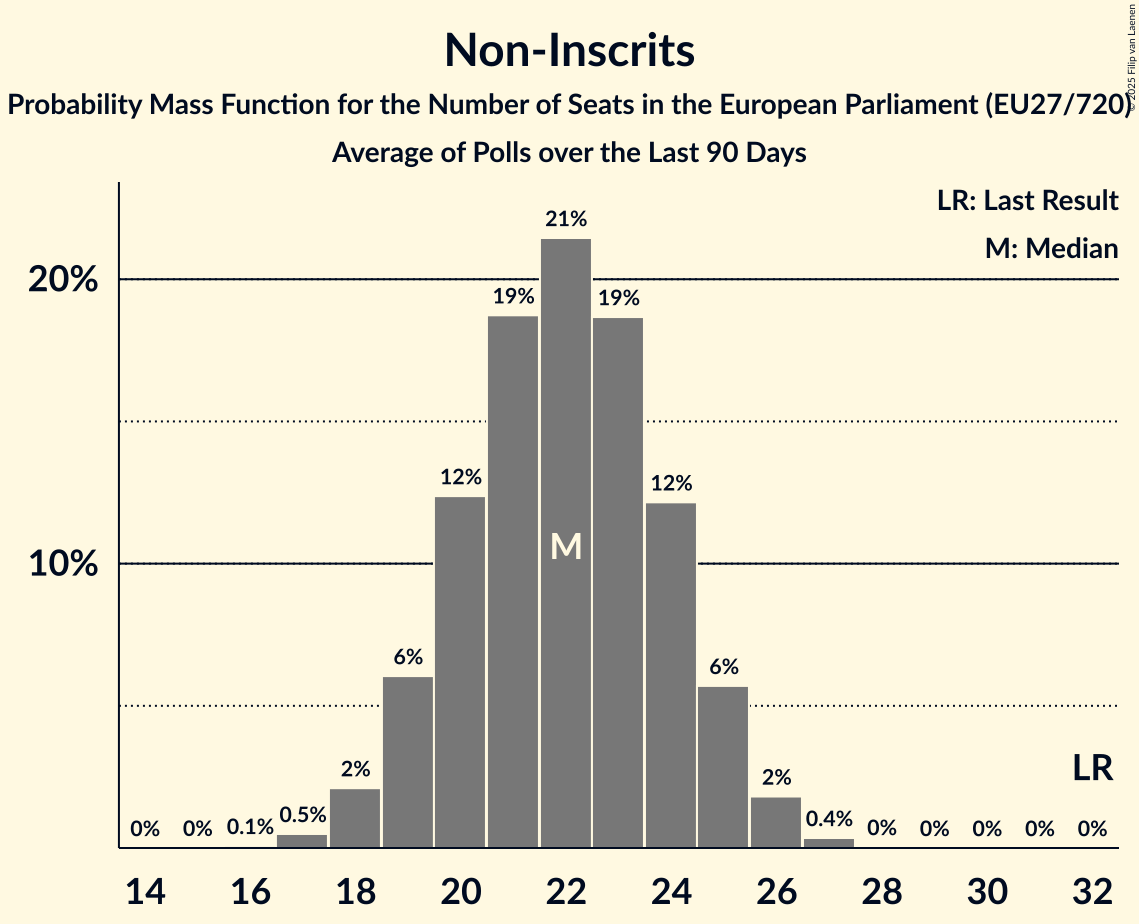 Non-Inscrits
Probability Mass Function for the Number of Seats in the European Parliament (EU27/720)
Average of Polls over the Last 90 Days
© 2025 Filip van Laenen
LR: Last Result
M: Median
21%
20%
19%
19%
12%
12%
M
10%
6%
6%
2%
2%
LR
0%
0%
0.1%
0.5%
0.4%
0%
0%
0%
0%
0%
14 16 18 20 22 24 26 28 30 32